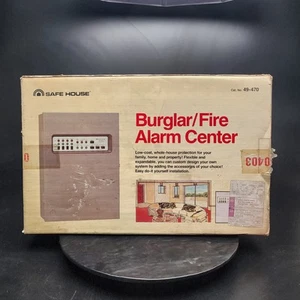 SAFE HOUSE
Cat. No. 49-470
Burglar/Fire
Alarm Center
Low-cost, whole-house protection for your
family, home and property! Flexible and
expandable, you can custom design your own
system by adding the accessories of your choice!
Easy do-it yourself installation.
0403